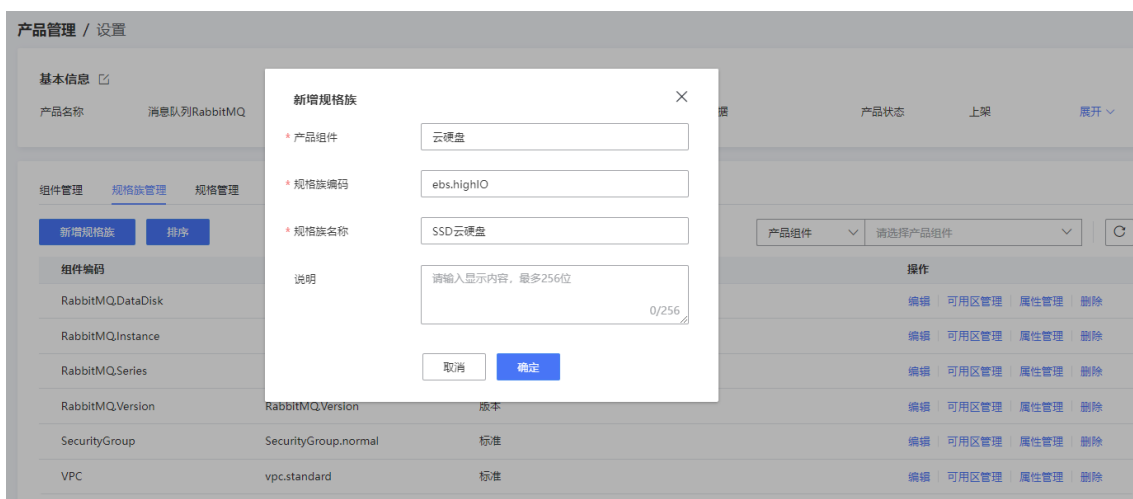 产品管理 / 设置
基本信息
产品名称 消息队列RabbitMQ 据 产品状态 上架 展开
新增规格族
* 产品组件 云硬盘
* 规格族编码 ebs.highIO
* 规格族名称 SSD云硬盘
说明 请输入显示内容，最多256位
0/256
取消 确定
组件管理 规格族管理 规格管理
新增规格族 排序 产品组件 请选择产品组件
组件编码 操作
RabbitMQ.DataDisk 编辑 可用区管理 属性管理 删除
RabbitMQ.Instance 编辑 可用区管理 属性管理 删除
RabbitMQ.Series 编辑 可用区管理 属性管理 删除
RabbitMQ.Version RabbitMQ.Version 版本 编辑 可用区管理 属性管理 删除
SecurityGroup SecurityGroup.normal 标准 编辑 可用区管理 属性管理 删除
VPC vpc.standard 标准 编辑 可用区管理 属性管理 删除